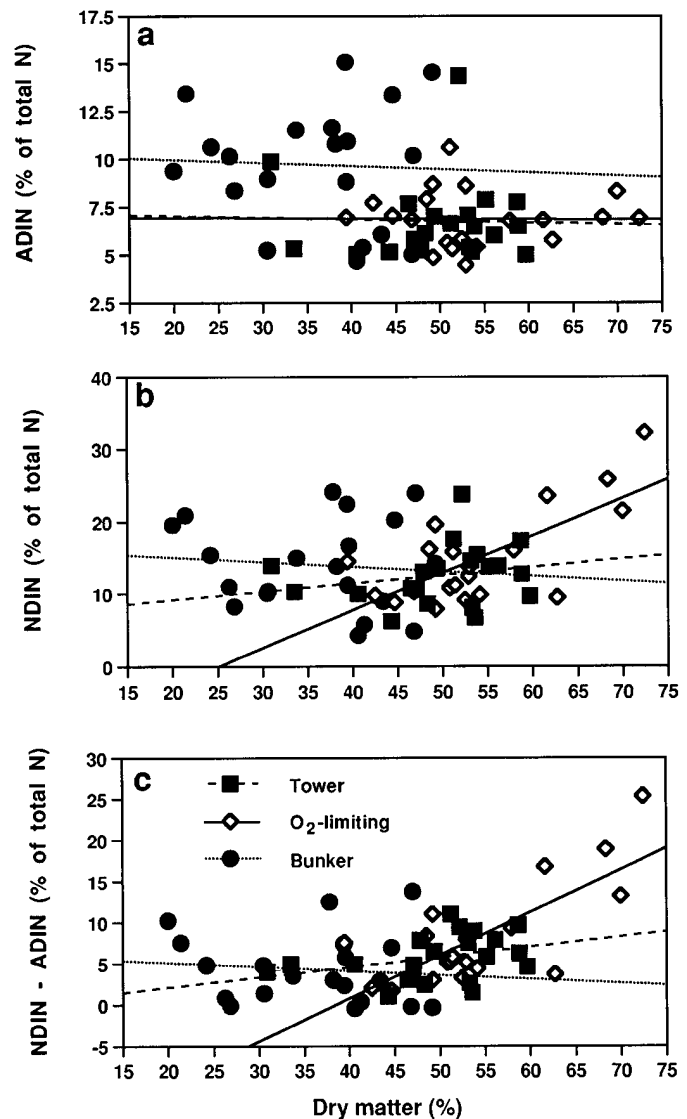 a
ADIN (% of total N)
17.5
15
12.5
10
7.5
5
2.5
15 20 25 30 35 40 45 50 55 60 65 70 75
b
NDIN (% of total N)
40
30
20
10
0
15 20 25 30 35 40 45 50 55 60 65 70 75
c
NDIN - ADIN (% of total N)
30
25
20
15
10
5
0
-5
Tower
O₂-limiting
Bunker
15 20 25 30 35 40 45 50 55 60 65 70 75
Dry matter (%)